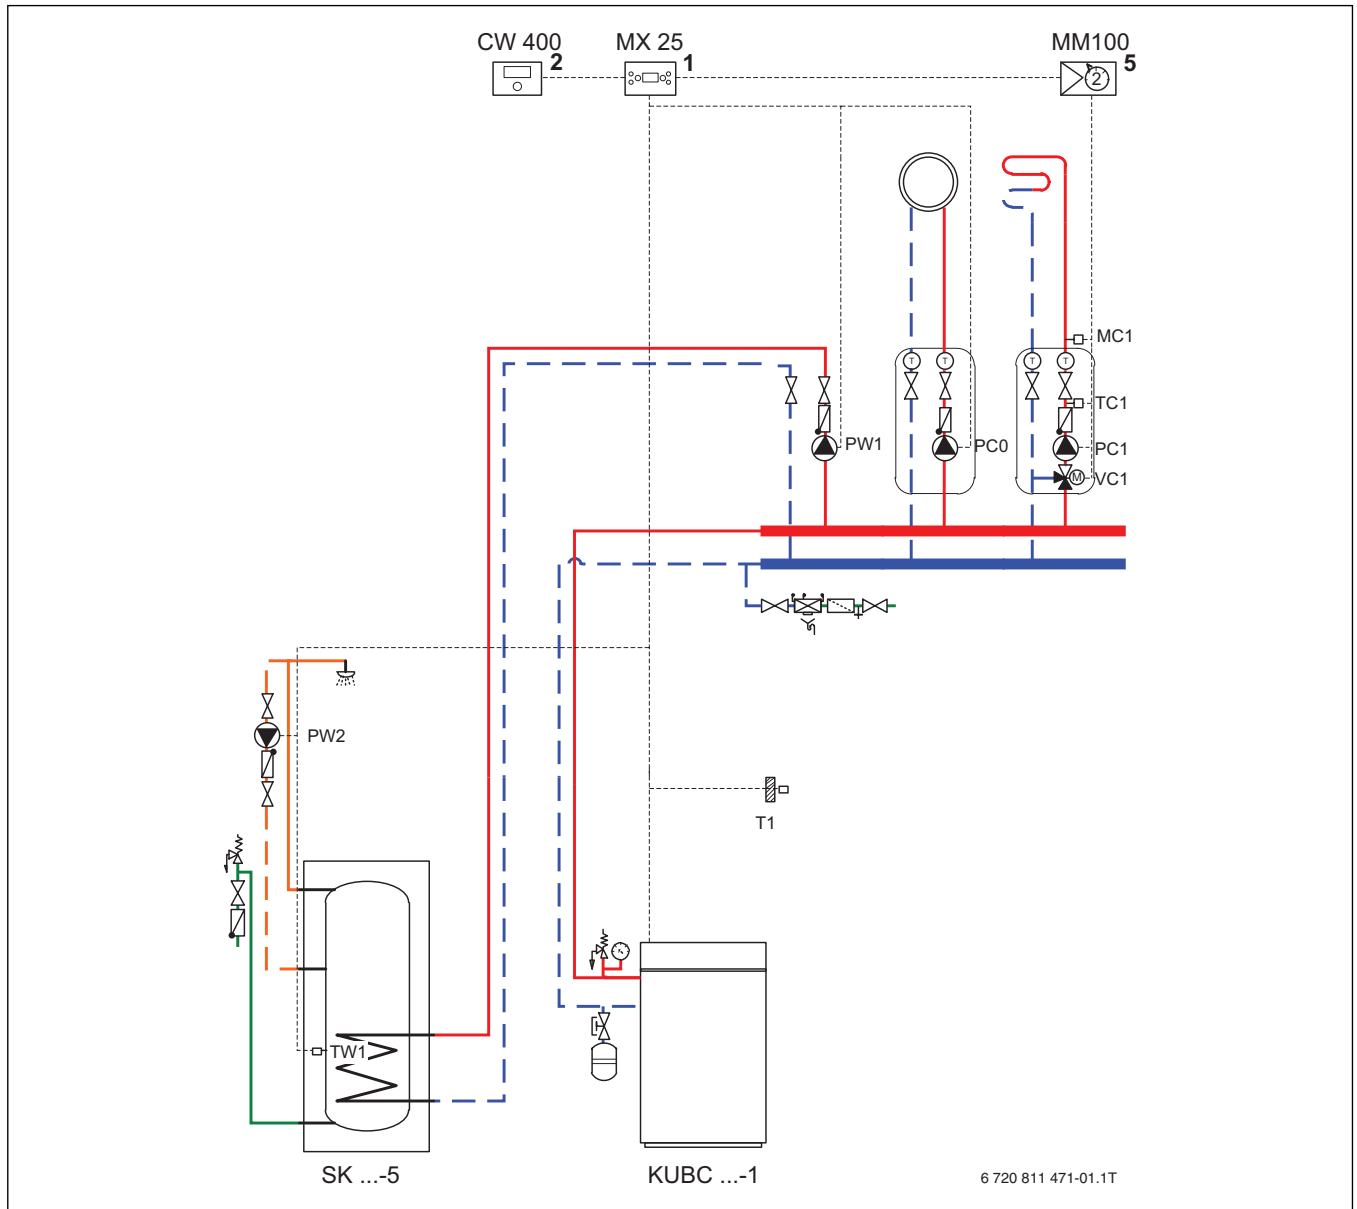 CW 400
2
MX 25
1
MM100
5
2
MC1
T
T
T
T
TC1
PW1
PC0
PC1
M
VC1
PW2
T1
TW1
SK ...-5
KUBC ...-1
6 720 811 471-01.1T